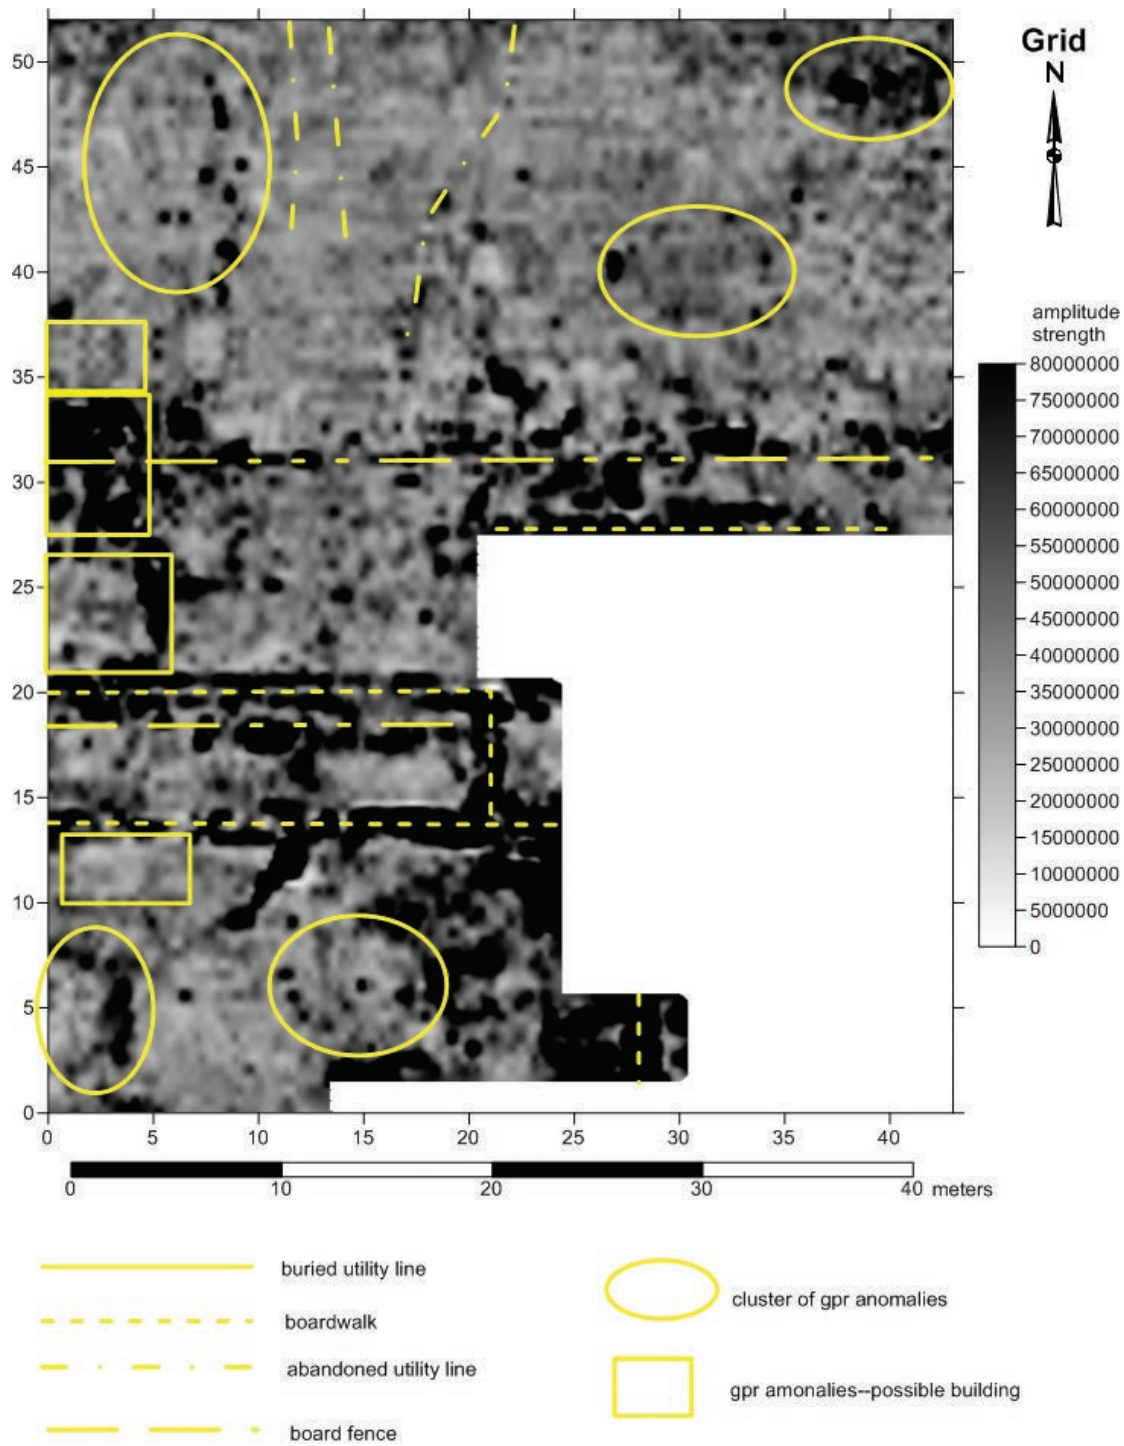 Grid
N
50
45
40
35
30
25
20
15
10
5
0
0 5 10 15 20 25 30 35 40
0 10 20 30 40 meters
amplitude
strength
80000000
75000000
70000000
65000000
60000000
55000000
50000000
45000000
40000000
35000000
30000000
25000000
20000000
15000000
10000000
5000000
0
buried utility line
boardwalk
abandoned utility line
board fence
cluster of gpr anomalies
gpr amonalies--possible building